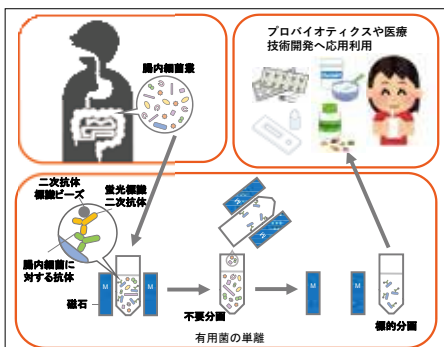 腸内細菌叢
プロバイオティクスや医療
技術開発へ応用利用
二次抗体
標識ビーズ
蛍光標識
二次抗体
腸内細菌に
対する抗体
磁石
M
M
M
M
M
M
不要分画
標的分画
有用菌の単離